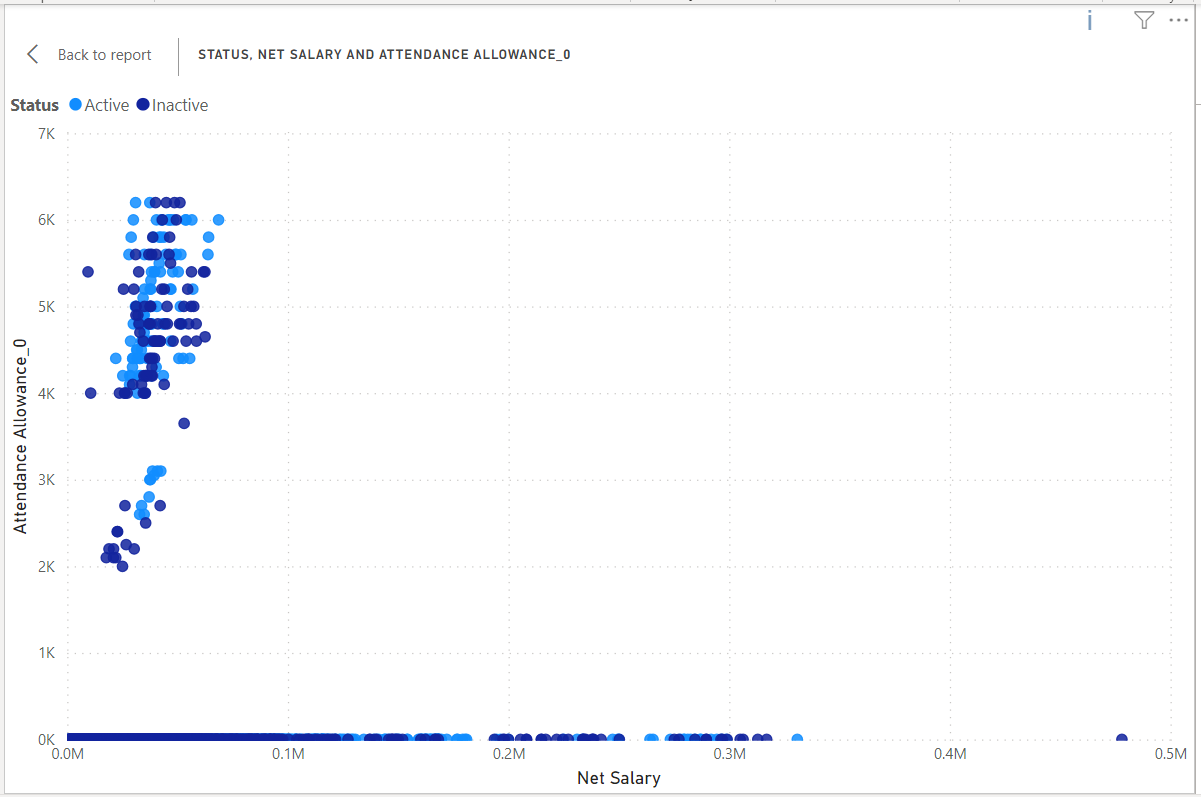 Back to report
STATUS, NET SALARY AND ATTENDANCE ALLOWANCE_0
Status Active Inactive
7K
6K
5K
4K
3K
2K
1K
0K
Attendance Allowance_0
0.0M 0.1M 0.2M 0.3M 0.4M 0.5M
Net Salary